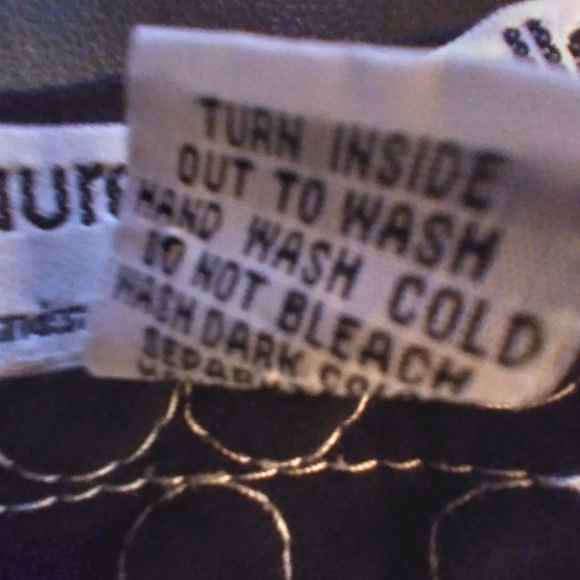 TURN INSIDE
OUT TO WASH
HAND WASH COLD
DO NOT BLEACH
WASH DARK